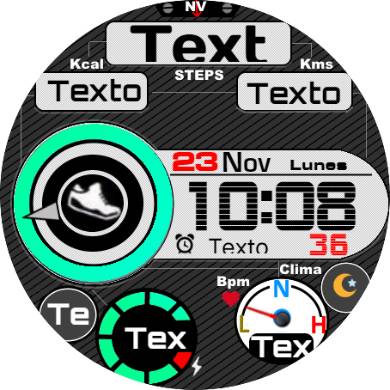 NV
Text
Kcal
STEPS
Kms
Texto
Texto
23 Nov Lunes
10:08
Texto 36
Bpm
Clima
N
L H
Te
Tex
Tex